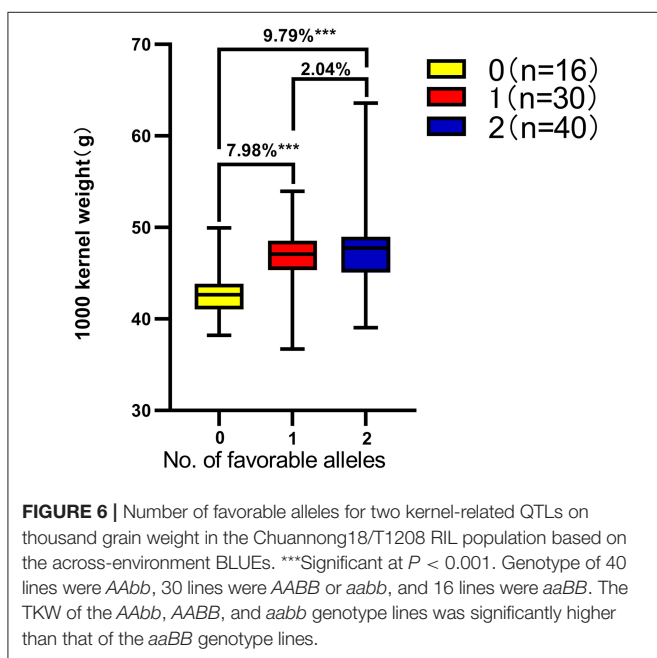 70
60
50
40
30
1000 kernel weight(g)
9.79%***
2.04%
7.98%***
0(n=16)
1(n=30)
2(n=40)
0 1 2
No. of favorable alleles
FIGURE 6 | Number of favorable alleles for two kernel-related QTLs on
thousand grain weight in the Chuannong18/T1208 RIL population based on
the across-environment BLUEs. ***Significant at P < 0.001. Genotype of 40
lines were AAbb, 30 lines were AABB or aabb, and 16 lines were aaBB. The
TKW of the AAbb, AABB, and aabb genotype lines was significantly higher
than that of the aaBB genotype lines.